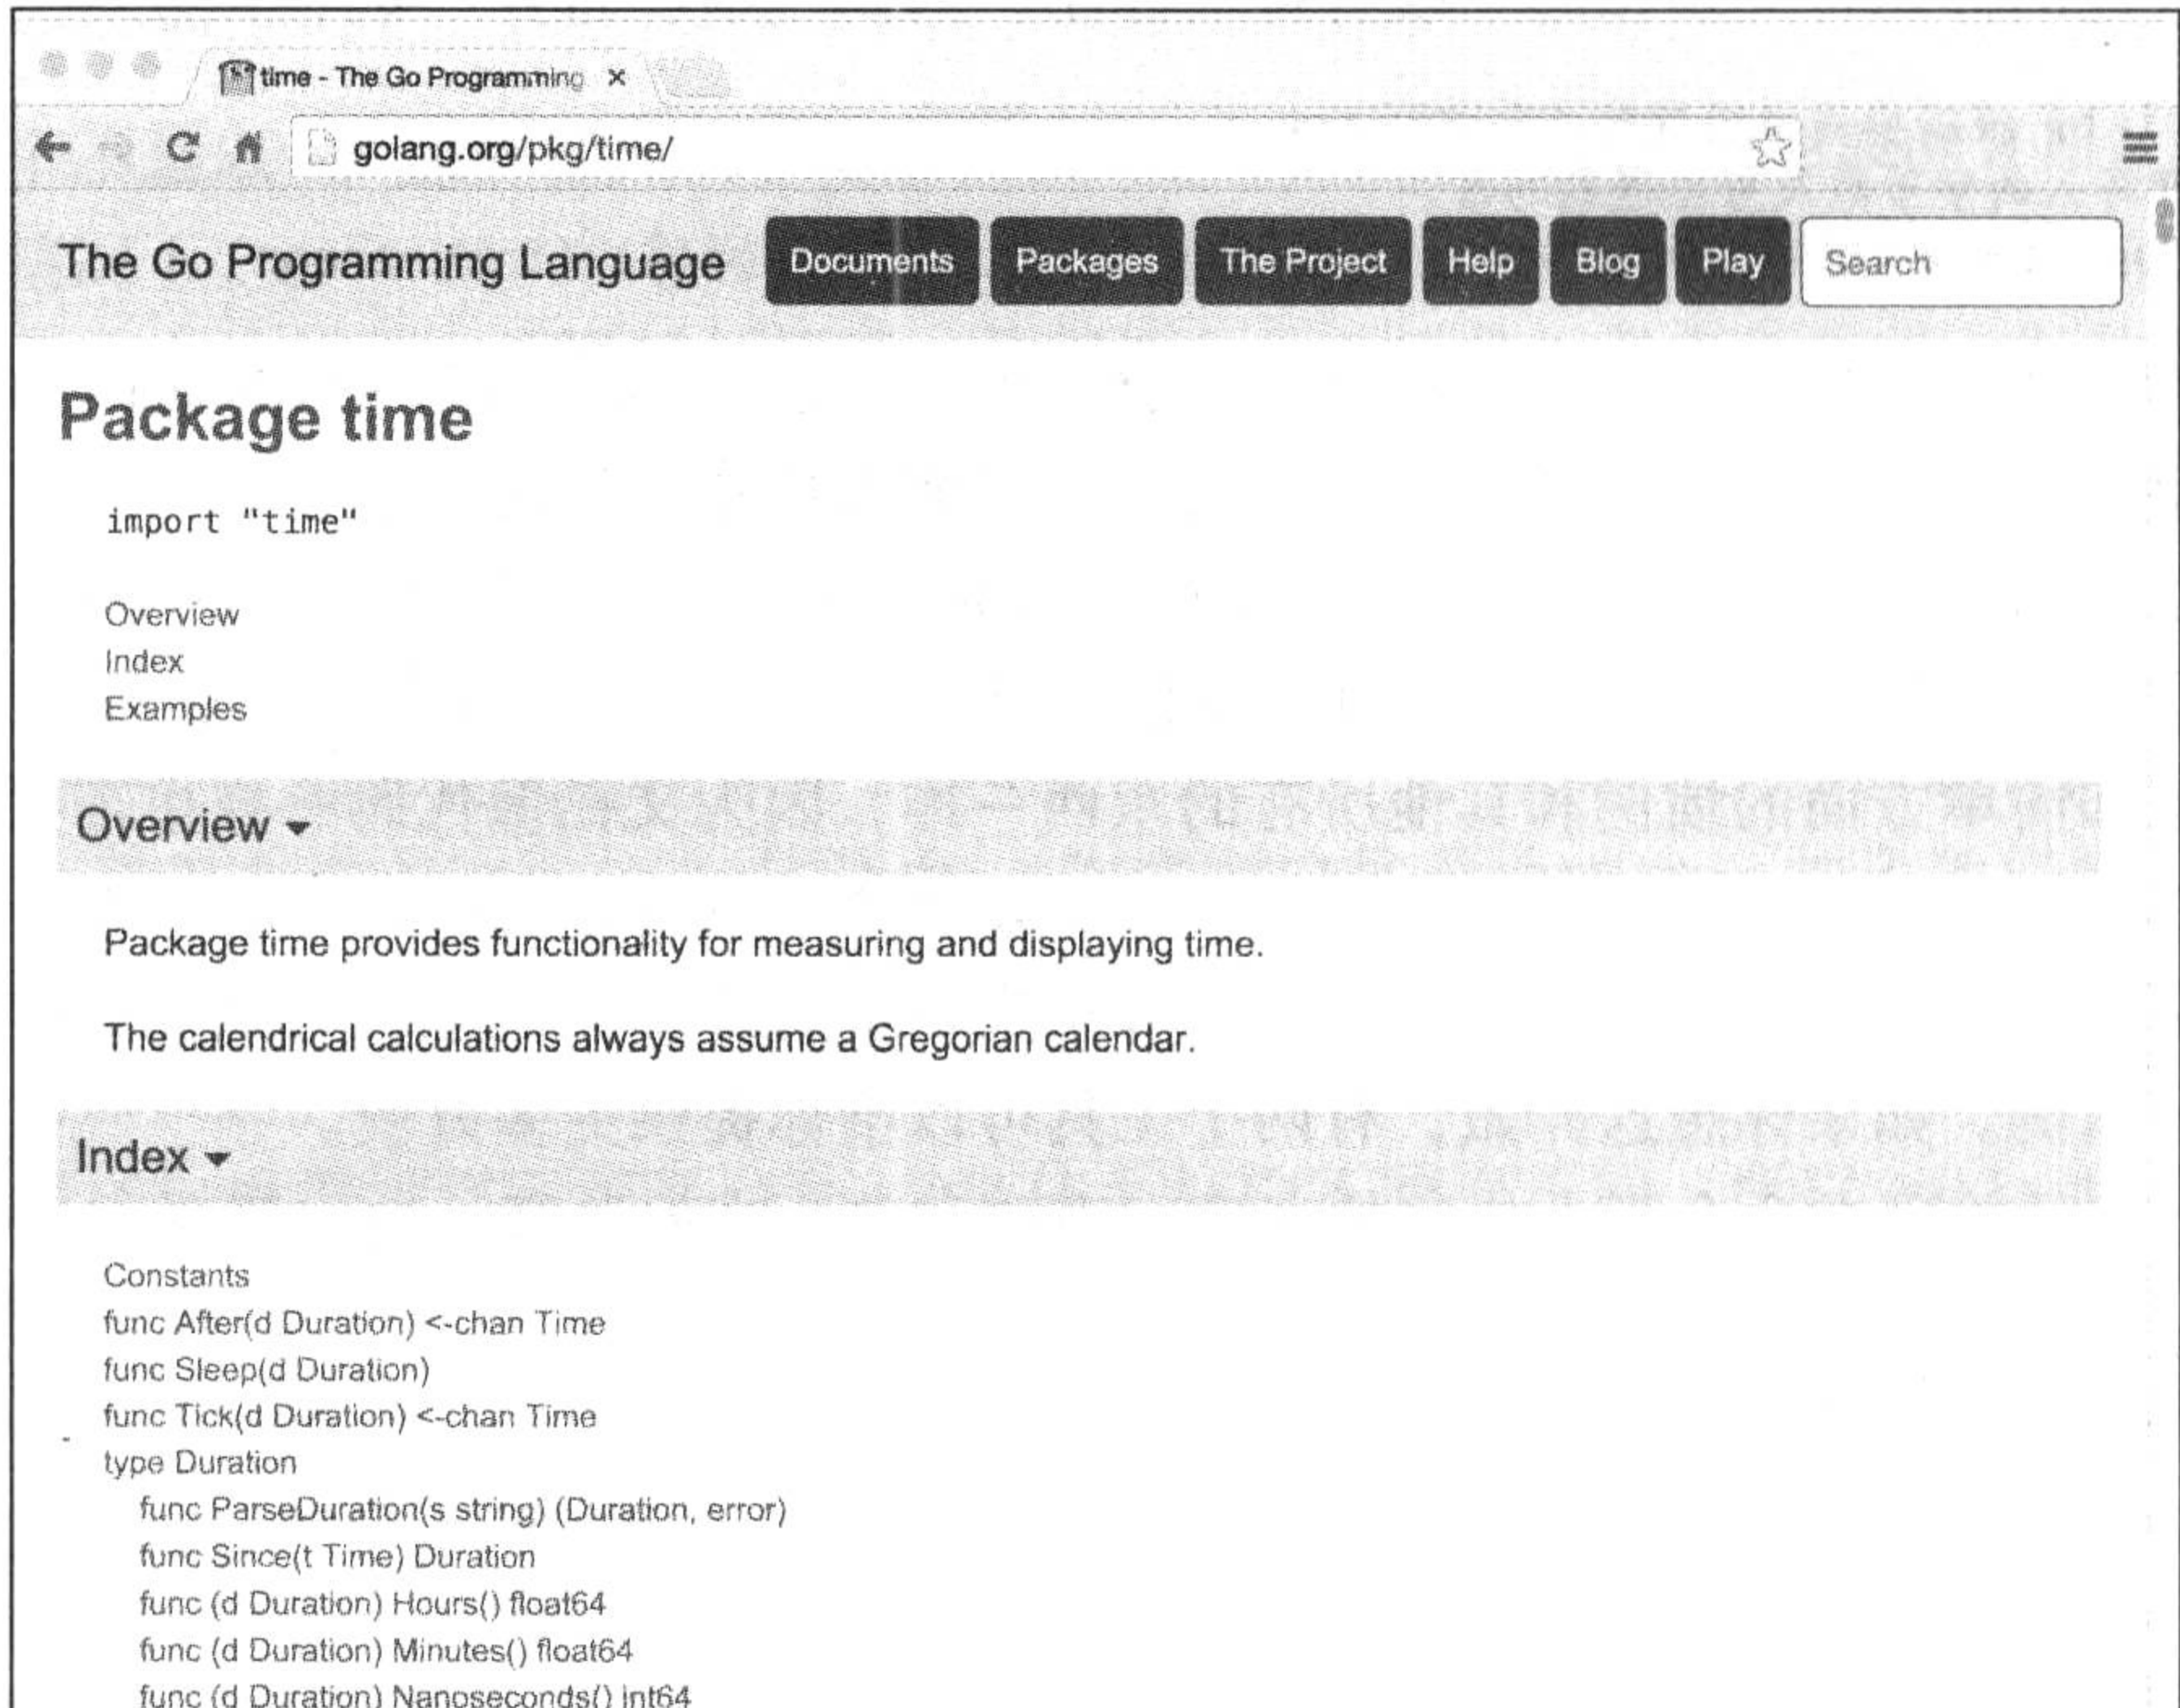 time - The Go Programming ×
golang.org/pkg/time/
The Go Programming Language Documents Packages The Project Help Blog Play Search
Package time
import "time"
Overview
Index
Examples
Overview
Package time provides functionality for measuring and displaying time.
The calendrical calculations always assume a Gregorian calendar.
Index
Constants
func After(d Duration) <-chan Time
func Sleep(d Duration)
func Tick(d Duration) <-chan Time
type Duration
func ParseDuration(s string) (Duration, error)
func Since(t Time) Duration
func (d Duration) Hours() float64
func (d Duration) Minutes() float64
func (d Duration) Nanoseconds() int64